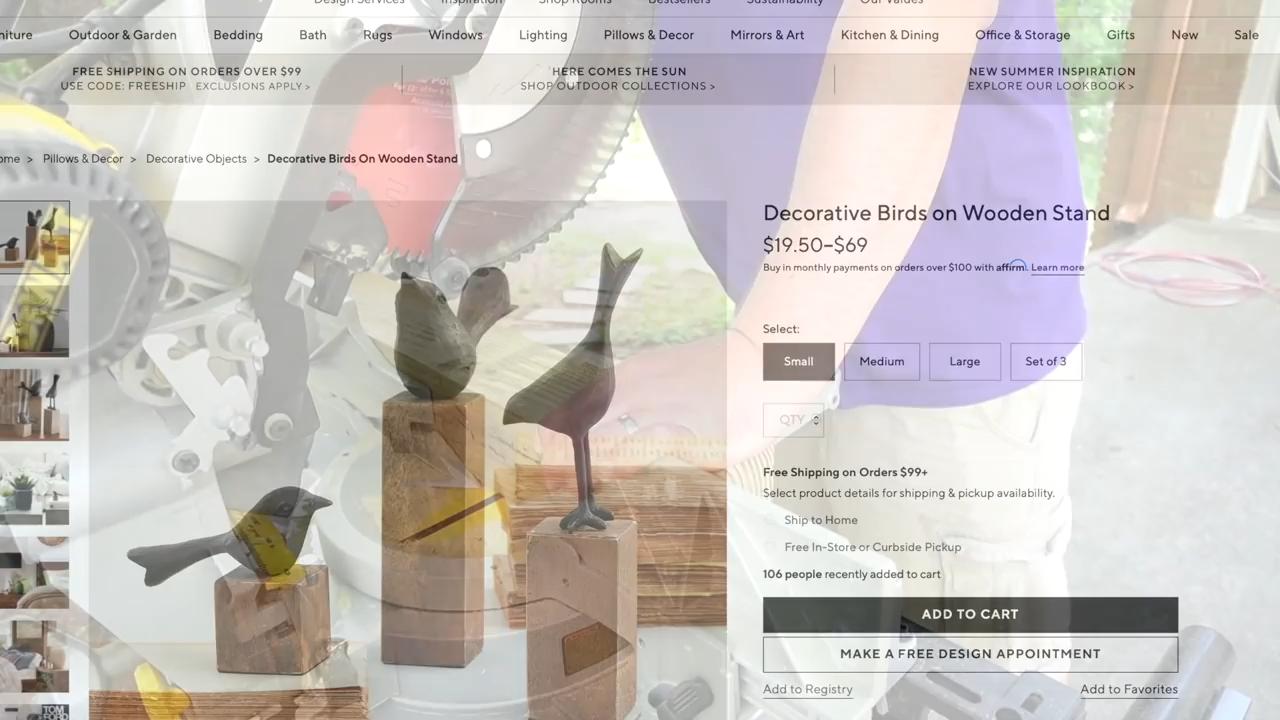 Design Services Inspiration Shop Rooms Bestsellers Sustainability Our Values
Outdoor & Garden Bedding Bath Rugs Windows Lighting Pillows & Decor Mirrors & Art Kitchen & Dining Office & Storage Gifts New Sale
FREE SHIPPING ON ORDERS OVER $99
USE CODE: FREESHIP EXCLUSIONS APPLY >
HERE COMES THE SUN
SHOP OUTDOOR COLLECTIONS >
NEW SUMMER INSPIRATION
EXPLORE OUR LOOKBOOK >
> Pillows & Decor > Decorative Objects > Decorative Birds On Wooden Stand
Decorative Birds on Wooden Stand
$19.50–$69
Buy in monthly payments on orders over $100 with affirm. Learn more
Select:
Small Medium Large Set of 3
QTY
Free Shipping on Orders $99+
Select product details for shipping & pickup availability.
Ship to Home
Free In-Store or Curbside Pickup
106 people recently added to cart
ADD TO CART
MAKE A FREE DESIGN APPOINTMENT
Add to Registry Add to Favorites
TOM
FORD